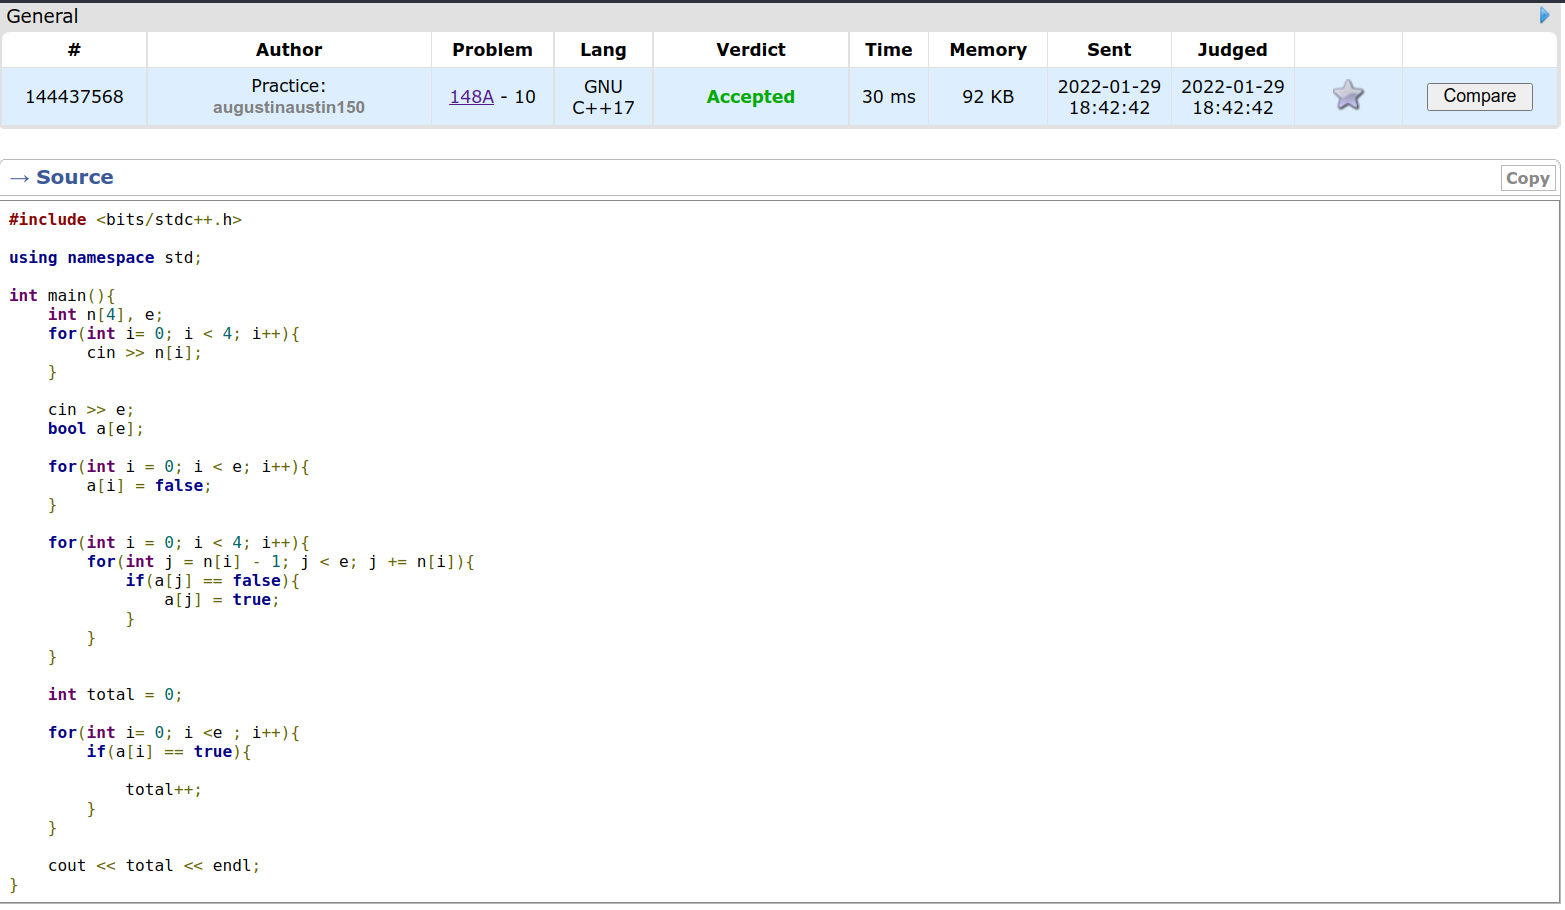 General
# Author Problem Lang Verdict Time Memory Sent Judged
144437568 Practice: augustinaustin150 148A - 10 GNU C++17 Accepted 30 ms 92 KB 2022-01-29 18:42:42 2022-01-29 18:42:42 Compare
→ Source Copy
#include <bits/stdc++.h>
using namespace std;
int main(){
    int n[4], e;
    for(int i= 0; i < 4; i++){
        cin >> n[i];
    }
    cin >> e;
    bool a[e];
    for(int i = 0; i < e; i++){
        a[i] = false;
    }
    for(int i = 0; i < 4; i++){
        for(int j = n[i] - 1; j < e; j += n[i]){
            if(a[j] == false){
                a[j] = true;
            }
        }
    }
    int total = 0;
    for(int i= 0; i <e ; i++){
        if(a[i] == true){
            total++;
        }
    }
    cout << total << endl;
}